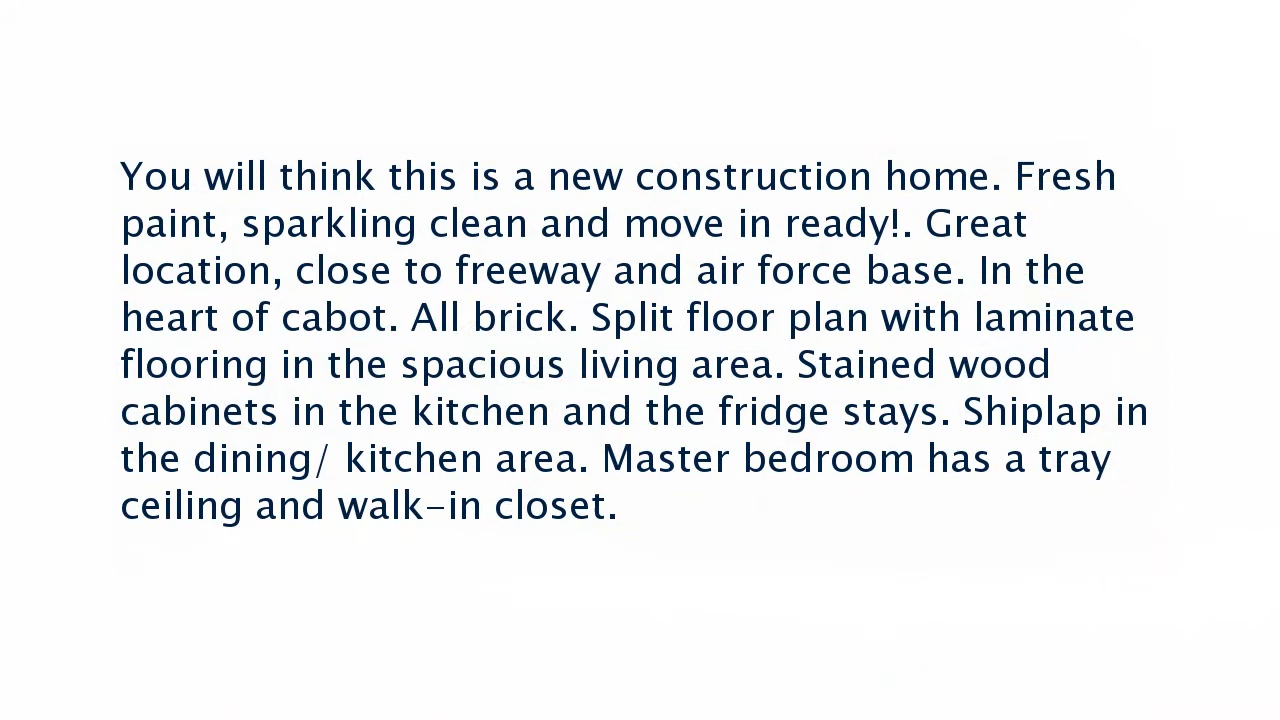 You will think this is a new construction home. Fresh
paint, sparkling clean and move in ready!. Great
location, close to freeway and air force base. In the
heart of cabot. All brick. Split floor plan with laminate
flooring in the spacious living area. Stained wood
cabinets in the kitchen and the fridge stays. Shiplap in
the dining/ kitchen area. Master bedroom has a tray
ceiling and walk-in closet.